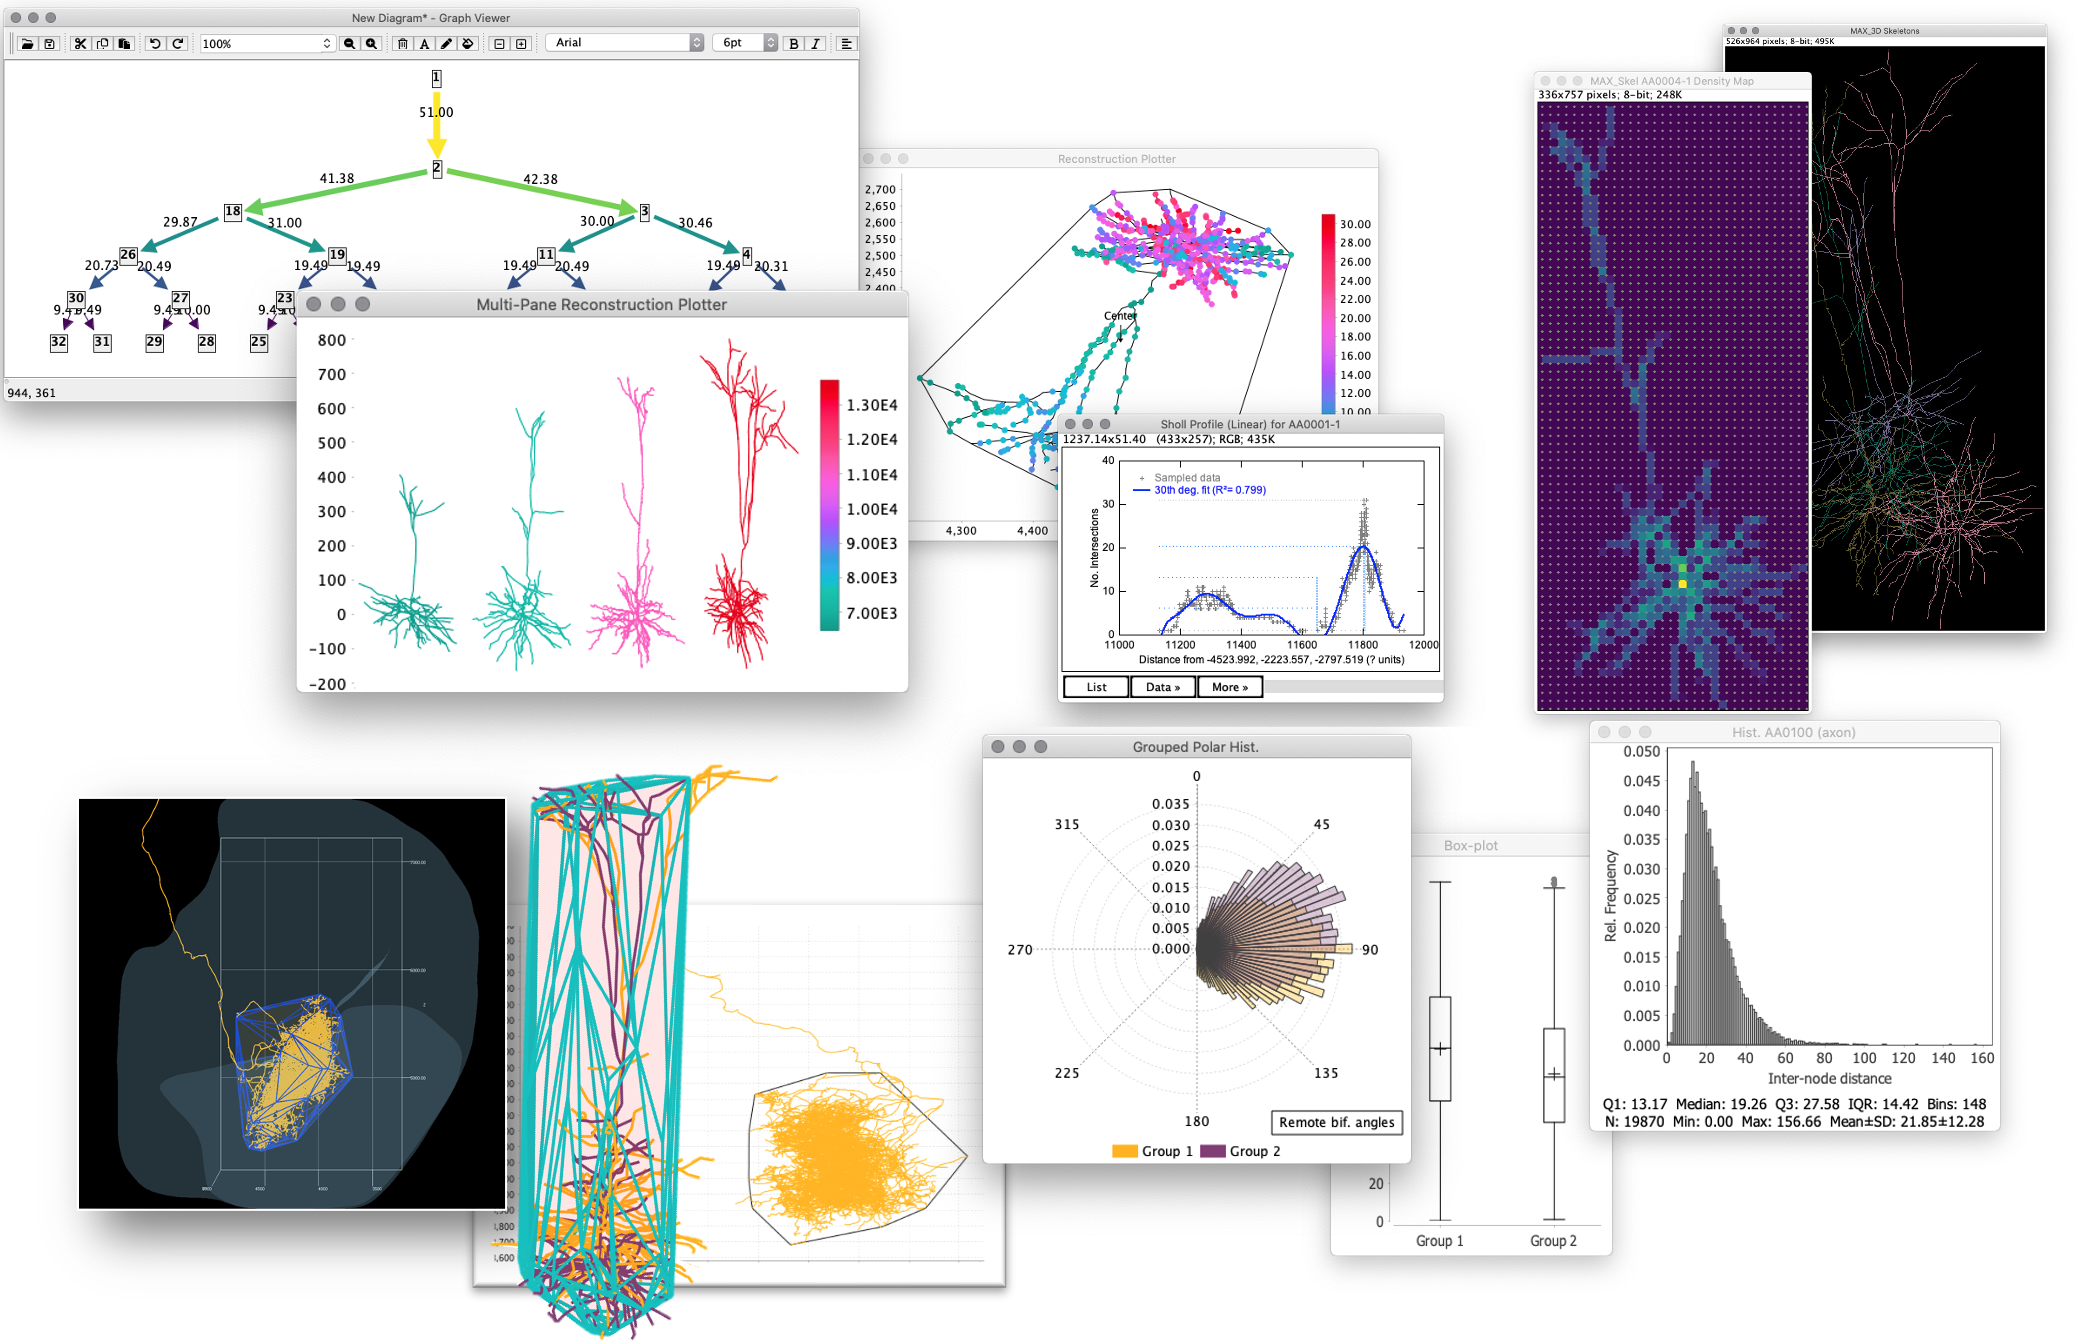 New Diagram* - Graph Viewer
100%
Arial
6pt
B I
1
51.00
2
41.38
42.38
18
3
29.87
31.00
30.00
30.46
26
19
11
4
20.73
20.49
19.49
19.49
19.49
20.49
19.49
20.31
30
27
23
32
31
29
28
25
944, 361
Reconstruction Plotter
2,700
2,650
2,600
2,550
2,500
2,450
2,400
Center
30.00
28.00
26.00
24.00
22.00
20.00
18.00
16.00
14.00
12.00
10.00
4,300
4,400
Multi-Pane Reconstruction Plotter
800
700
600
500
400
300
200
100
0
-100
-200
1.30E4
1.20E4
1.10E4
1.00E4
9.00E3
8.00E3
7.00E3
Sholl Profile (Linear) for AA0001-1
1237.14x51.40 (433x257); RGB; 435K
40
30
20
10
0
No. Intersections
Sampled data
30th deg. fit (R²= 0.799)
11000
11200
11400
11600
11800
12000
Distance from -4523.992, -2223.557, -2797.519 (? units)
List
Data »
More »
MAX_3D Skeletons
526x964 pixels; 8-bit; 495K
MAX_Skel AA0004-1 Density Map
336x757 pixels; 8-bit; 248K
Grouped Polar Hist.
0
45
90
135
180
225
270
315
0.035
0.030
0.025
0.020
0.015
0.010
0.005
0.000
Remote bif. angles
Group 1
Group 2
Box-plot
20
0
Group 1
Group 2
Hist. AA0100 (axon)
0.050
0.045
0.040
0.035
0.030
0.025
0.020
0.015
0.010
0.005
0.000
Rel. Frequency
0
20
40
60
80
100
120
140
160
Inter-node distance
Q1: 13.17 Median: 19.26 Q3: 27.58 IQR: 14.42 Bins: 148
N: 19870 Min: 0.00 Max: 156.66 Mean±SD: 21.85±12.28